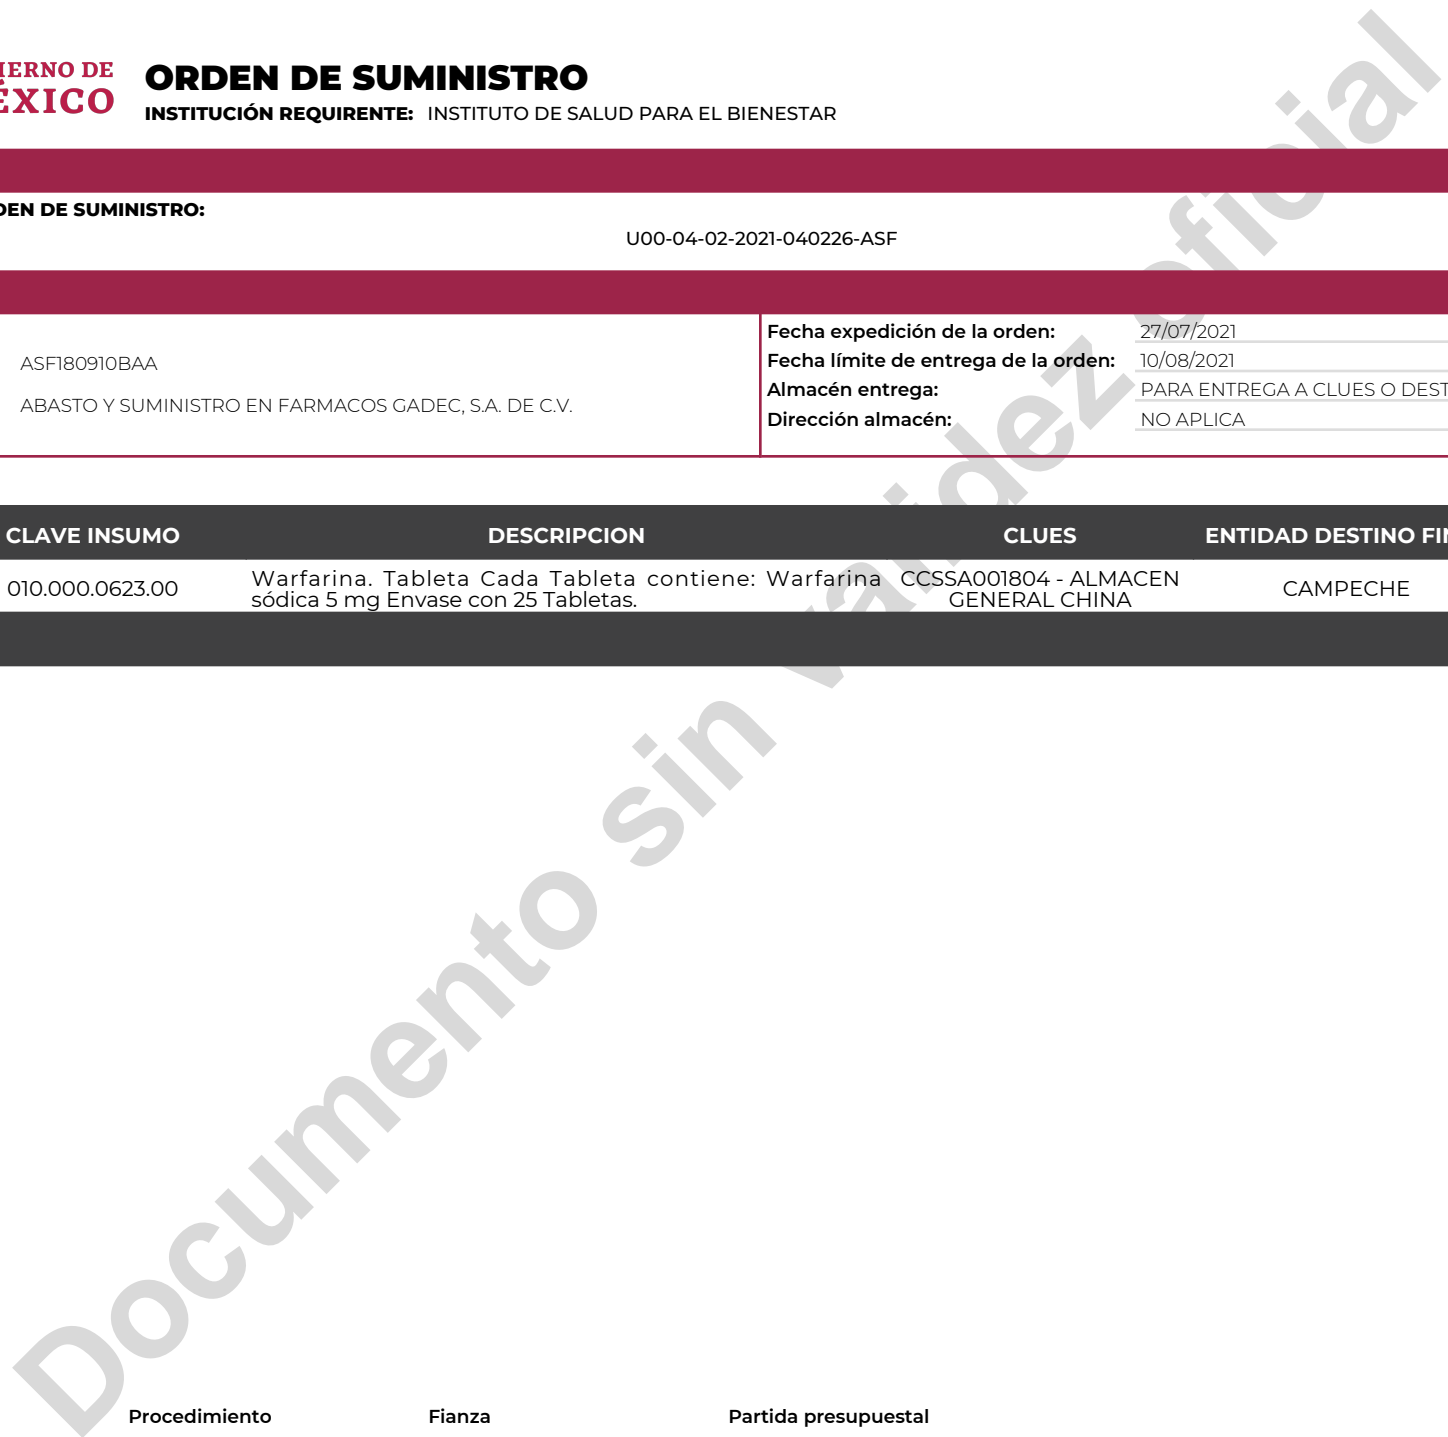 IERNO DE
ÉXICO
ORDEN DE SUMINISTRO
INSTITUCIÓN REQUIRENTE: INSTITUTO DE SALUD PARA EL BIENESTAR
DEN DE SUMINISTRO:
U00-04-02-2021-040226-ASF
ASF180910BAA
ABASTO Y SUMINISTRO EN FARMACOS GADEC, S.A. DE C.V.
Fecha expedición de la orden: 27/07/2021
Fecha límite de entrega de la orden: 10/08/2021
Almacén entrega: PARA ENTREGA A CLUES O DEST
Dirección almacén: NO APLICA
CLAVE INSUMO DESCRIPCION CLUES ENTIDAD DESTINO FIN
010.000.0623.00
Warfarina. Tableta Cada Tableta contiene: Warfarina
sódica 5 mg Envase con 25 Tabletas.
CCSSA001804 - ALMACEN
GENERAL CHINA
CAMPECHE
Documento sin validez oficial
Procedimiento Fianza Partida presupuestal